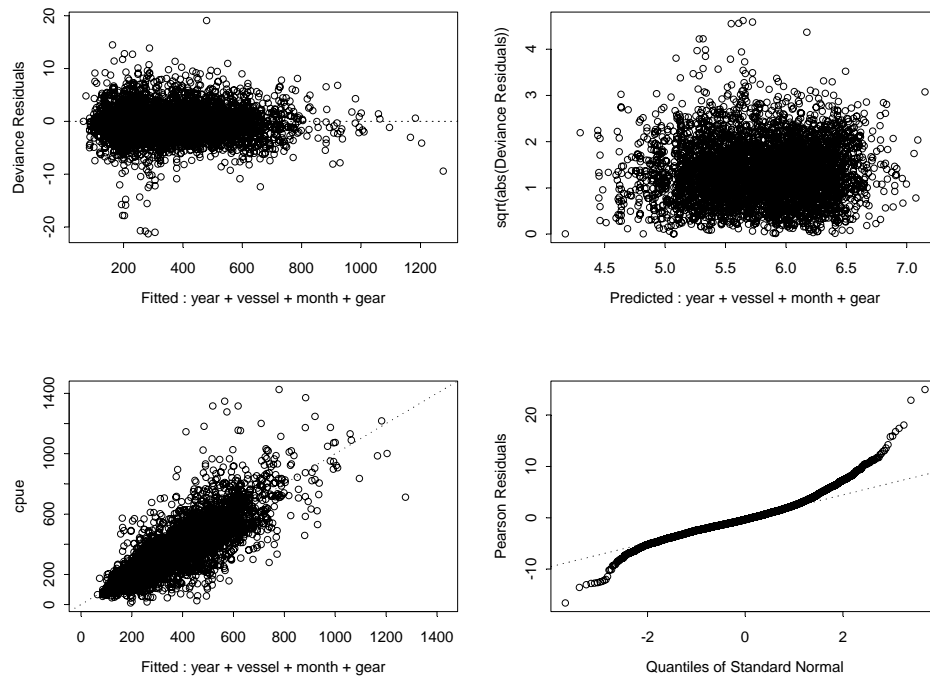 Deviance Residuals
20
10
0
-10
-20
200 400 600 800 1000 1200
Fitted : year + vessel + month + gear
sqrt(abs(Deviance Residuals))
4
3
2
1
0
4.5 5.0 5.5 6.0 6.5 7.0
Predicted : year + vessel + month + gear
cpue
1400
1000
600
200
0
0 200 400 600 800 1000 1200 1400
Fitted : year + vessel + month + gear
Pearson Residuals
20
10
0
-10
-2 0 2
Quantiles of Standard Normal